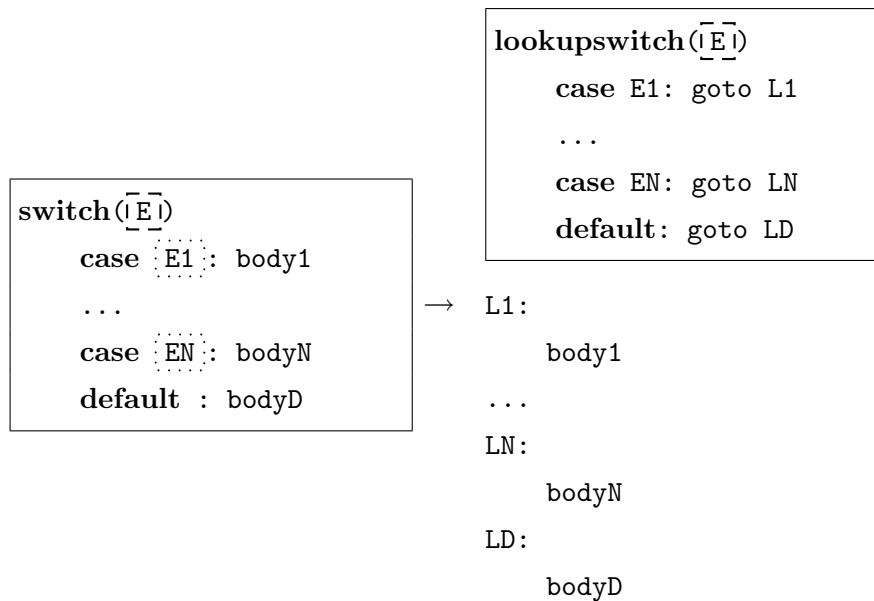 switch(E)
case E1: body1
...
case EN: bodyN
default : bodyD
→
lookupswitch(E)
case E1: goto L1
...
case EN: goto LN
default: goto LD
L1:
body1
...
LN:
bodyN
LD:
bodyD